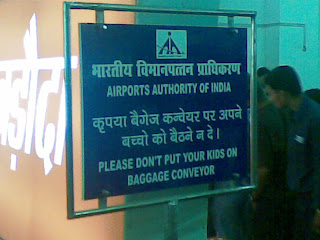 भारतीय विमानपत्तन प्राधिकरण
AIRPORTS AUTHORITY OF INDIA
कृपया बैगेज कन्वेयर पर अपने
बच्चो को बैठने न दे।
PLEASE DON'T PUT YOUR KIDS ON
BAGGAGE CONVEYOR